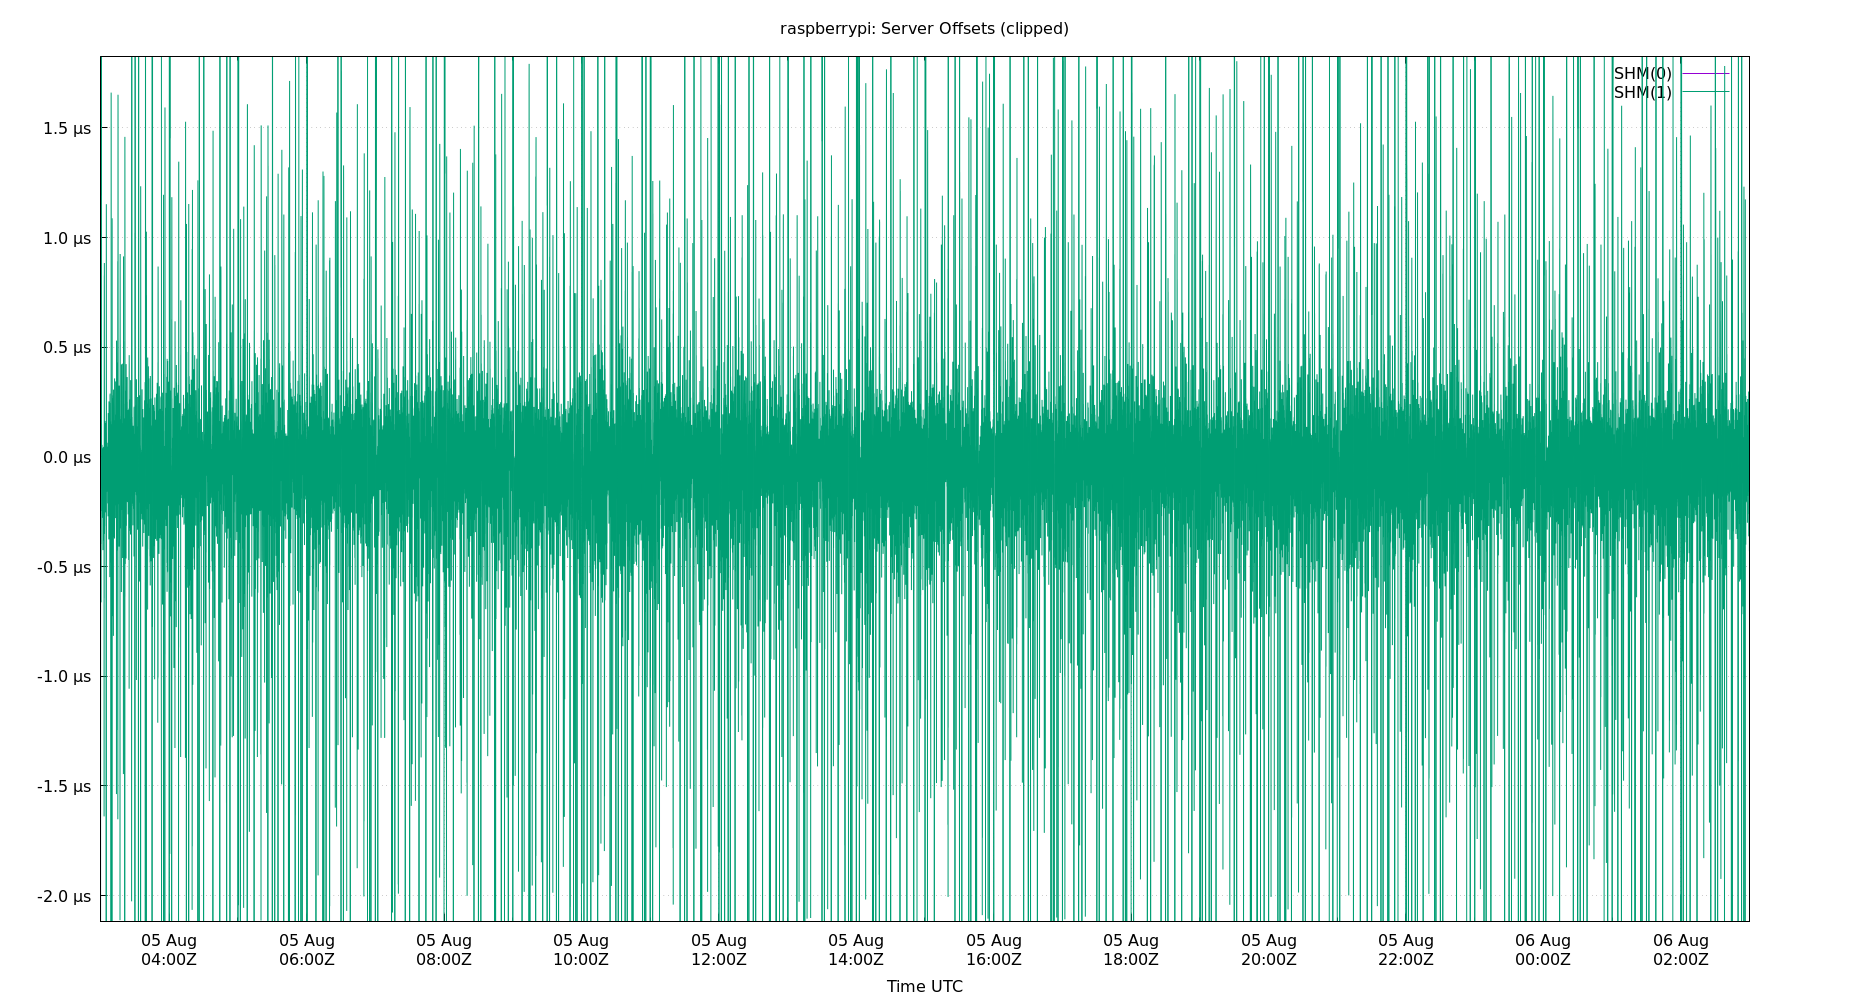 raspberrypi: Server Offsets (clipped)
SHM(0)
SHM(1)
1.5 µs
1.0 µs
0.5 µs
0.0 µs
-0.5 µs
-1.0 µs
-1.5 µs
-2.0 µs
05 Aug 05 Aug 05 Aug 05 Aug 05 Aug 05 Aug 05 Aug 05 Aug 05 Aug 05 Aug 06 Aug 06 Aug
04:00Z 06:00Z 08:00Z 10:00Z 12:00Z 14:00Z 16:00Z 18:00Z 20:00Z 22:00Z 00:00Z 02:00Z
Time UTC